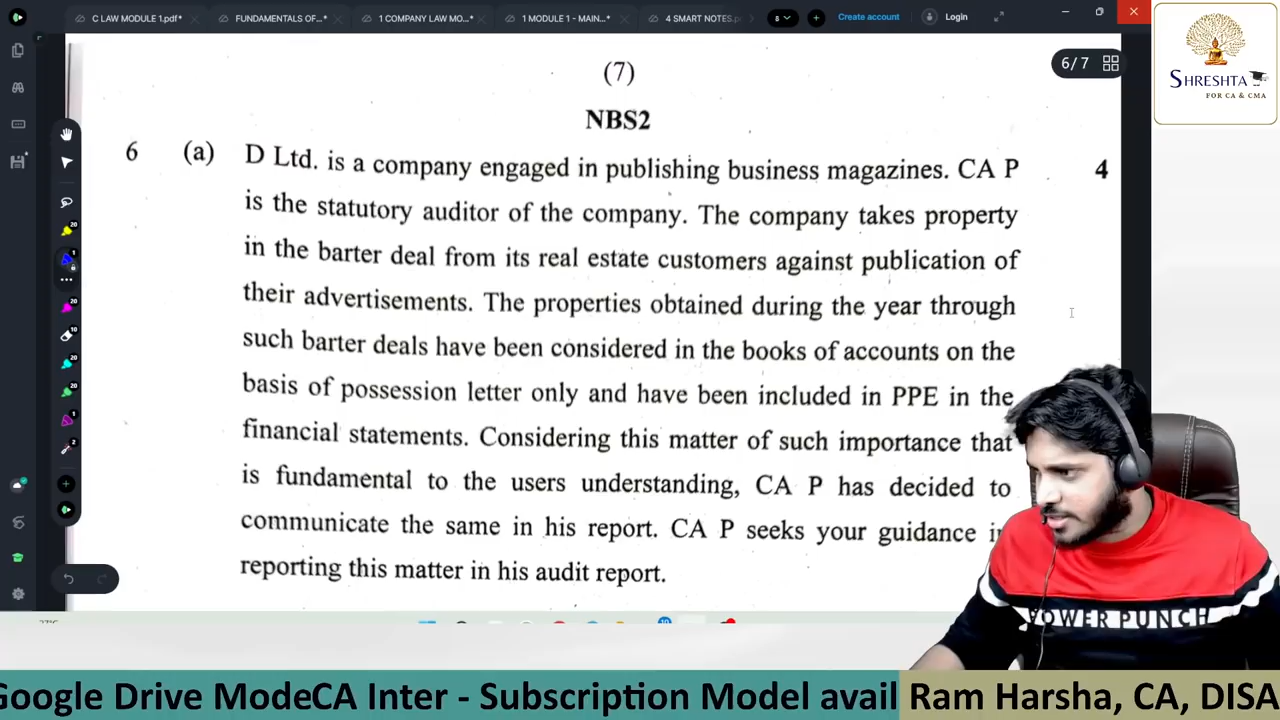 C LAW MODULE 1.pdf*
FUNDAMENTALS OF...*
1 COMPANY LAW MO...*
1 MODULE 1 - MAIN...*
4 SMART NOTES.p
8
Create account
Login
SHRESHTA
FOR CA & CMA
6/7
(7)
NBS2
6 (a) D Ltd. is a company engaged in publishing business magazines. CA P 4
is the statutory auditor of the company. The company takes property
in the barter deal from its real estate customers against publication of
their advertisements. The properties obtained during the year through
such barter deals have been considered in the books of accounts on the
basis of possession letter only and have been included in PPE in the
financial statements. Considering this matter of such importance that
is fundamental to the users understanding, CA P has decided to
communicate the same in his report. CA P seeks your guidance i
reporting this matter in his audit report.
POWER PUNCH
Google Drive ModeCA Inter - Subscription Model avail
Ram Harsha, CA, DISA